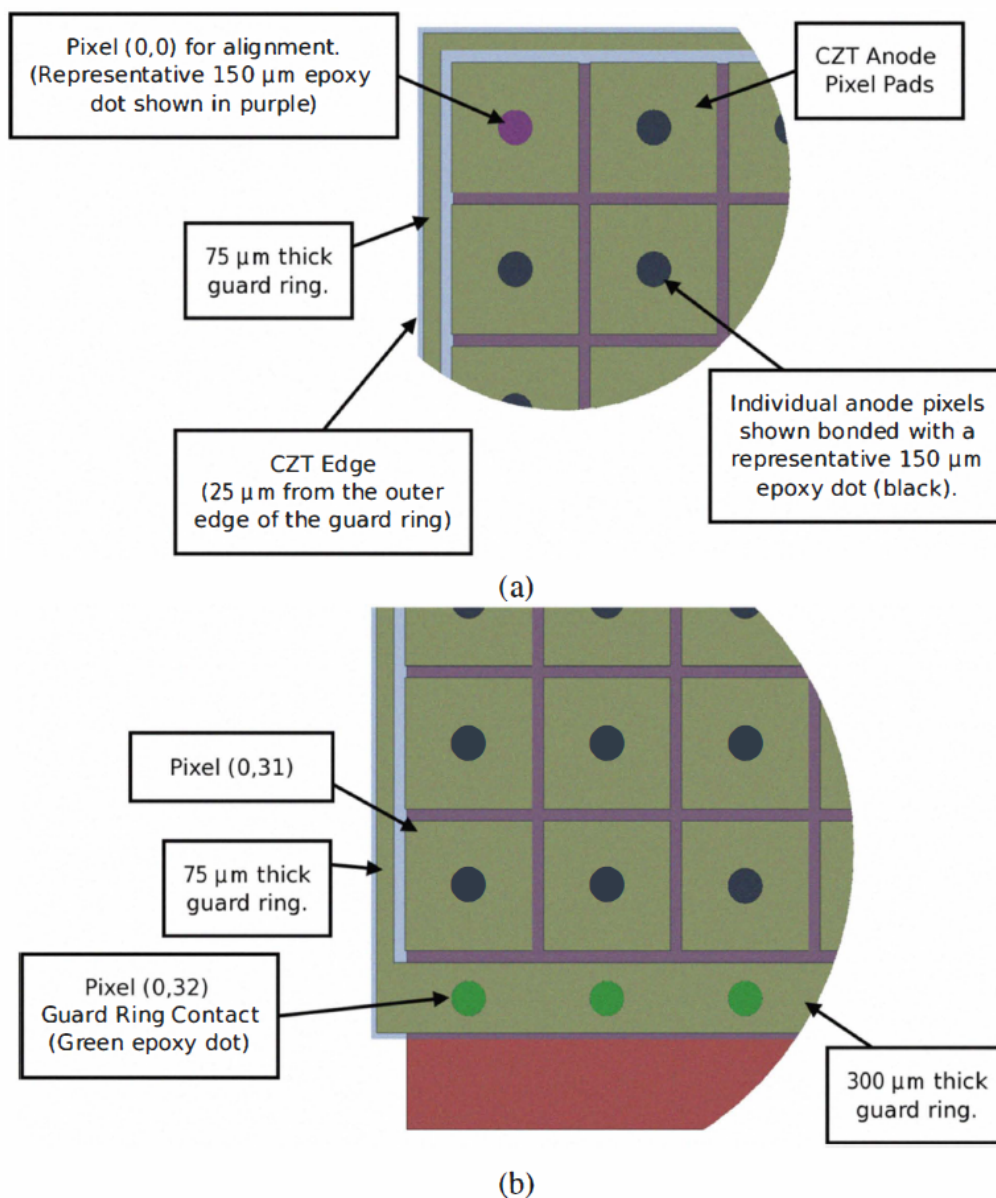 Pixel (0,0) for alignment.
(Representative 150 μm epoxy
dot shown in purple)
CZT Anode
Pixel Pads
75 μm thick
guard ring.
CZT Edge
(25 μm from the outer
edge of the guard ring)
Individual anode pixels
shown bonded with a
representative 150 μm
epoxy dot (black).
(a)
Pixel (0,31)
75 μm thick
guard ring.
Pixel (0,32)
Guard Ring Contact
(Green epoxy dot)
300 μm thick
guard ring.
(b)